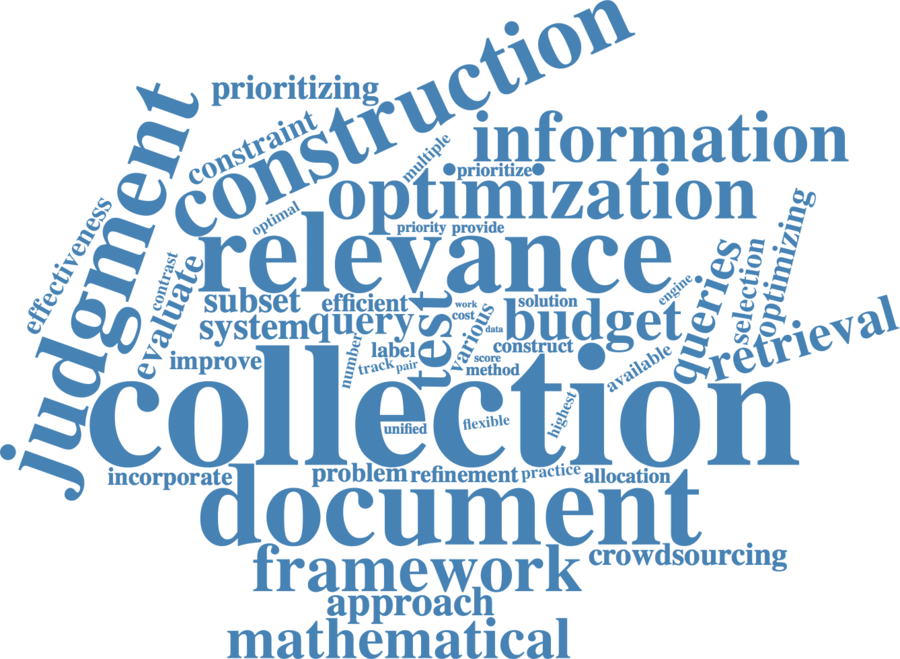 prioritizing
construction
judgment
constraint
information
multiple
prioritize
optimization
optimal
priority
provide
effectiveness
relevance
contrast
evaluate
subset
efficient
test
work
cost
data
various
solution
engine
queries
selection
optimizing
system
query
budget
construct
retrieval
improve
number
label
track
pair
score
method
available
collection
unified
flexible
highest
incorporate
problem
refinement
practice
allocation
document
framework
crowdsourcing
approach
mathematical